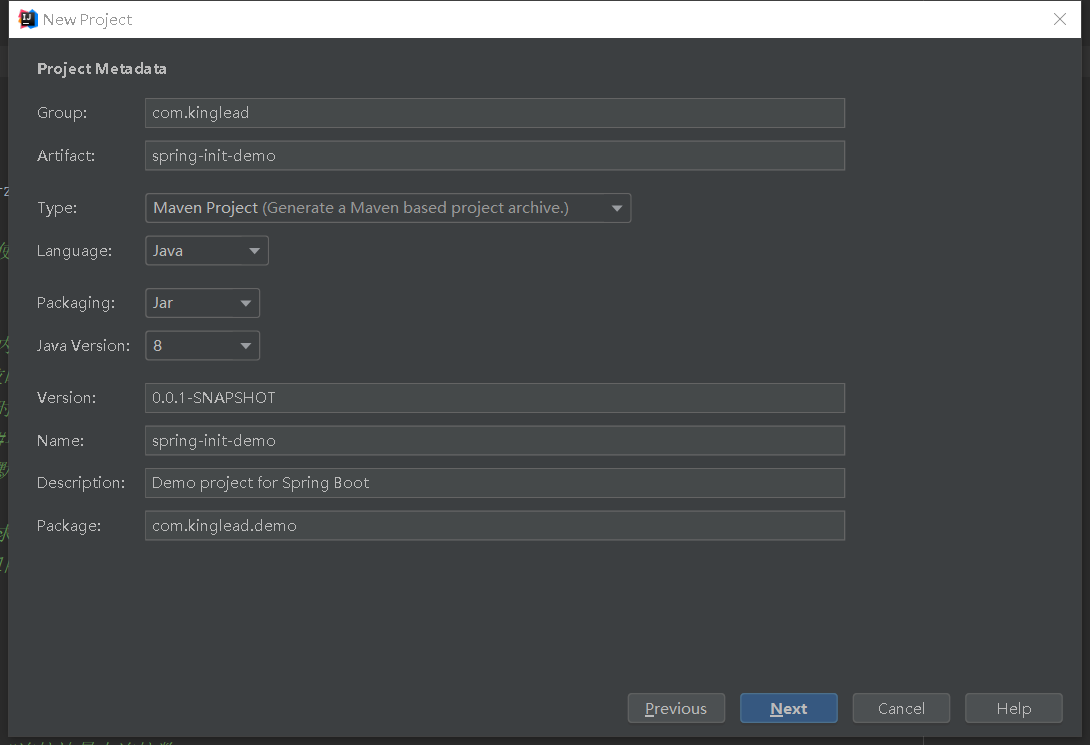 New Project
Project Metadata
Group: com.kinglead
Artifact: spring-init-demo
Type: Maven Project (Generate a Maven based project archive.)
Language: Java
Packaging: Jar
Java Version: 8
Version: 0.0.1-SNAPSHOT
Name: spring-init-demo
Description: Demo project for Spring Boot
Package: com.kinglead.demo
Previous Next Cancel Help